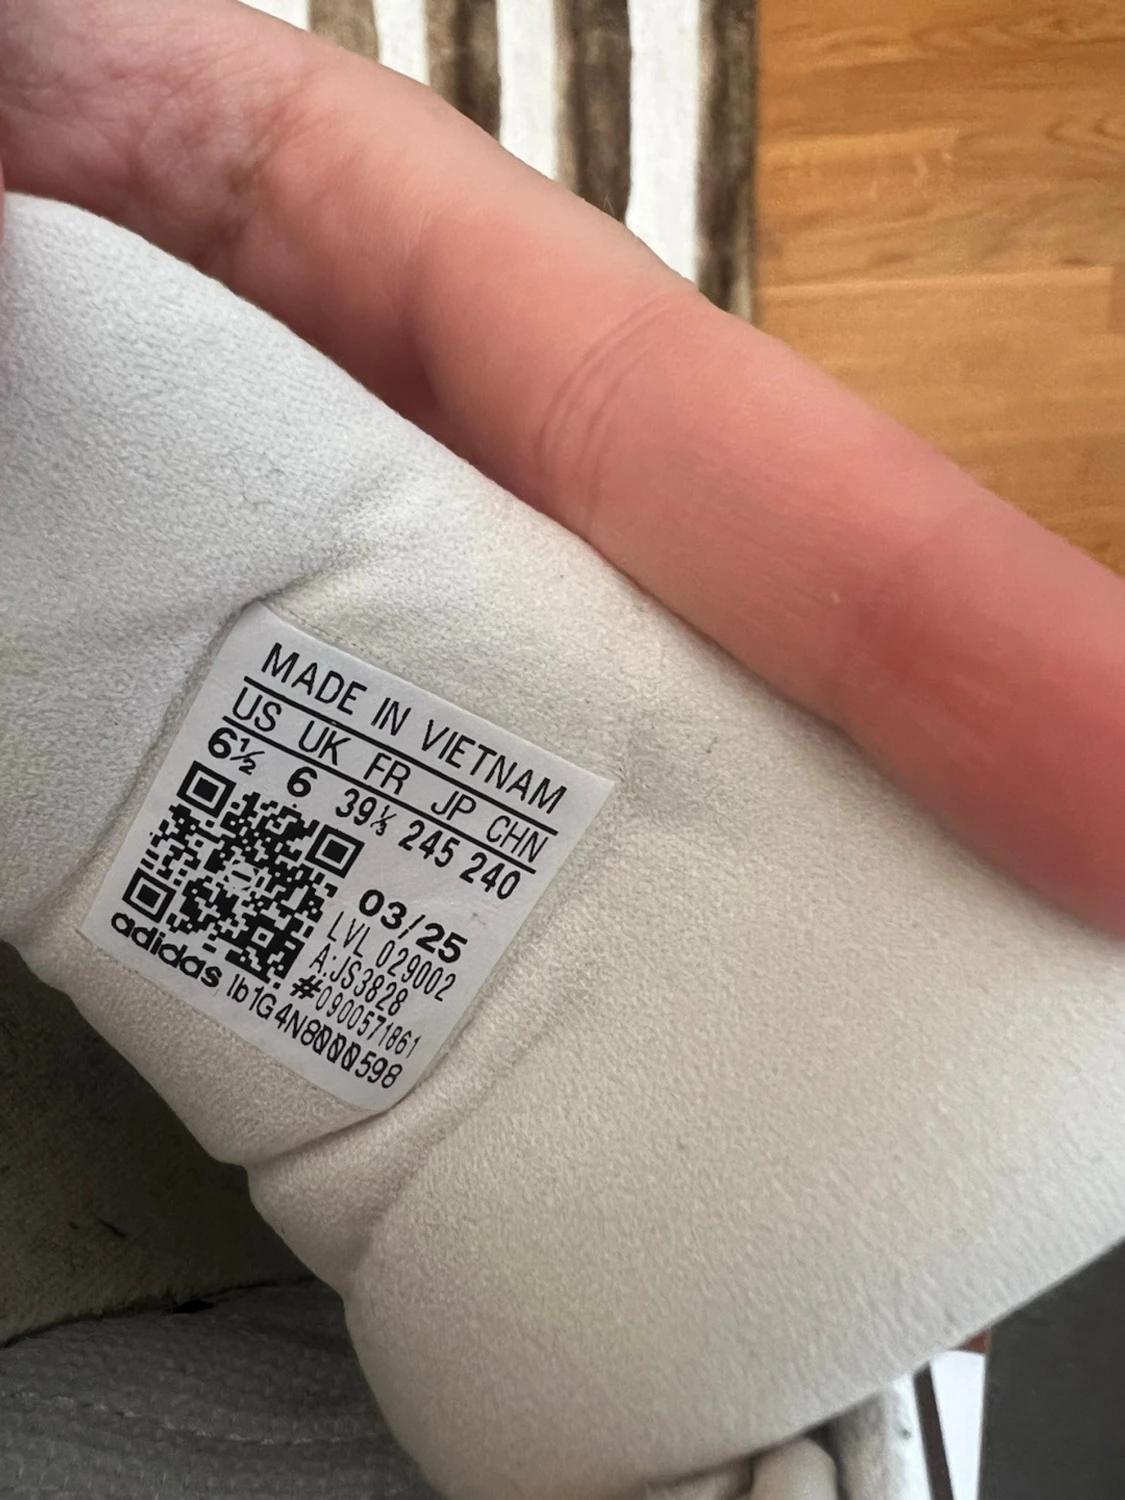 MADE IN VIETNAM
US UK FR JP CHN
6½ 6 39⅓ 245 240
03/25
LVL 029002
A:JS3828
#0900571861
adidas lb1G4N8000598